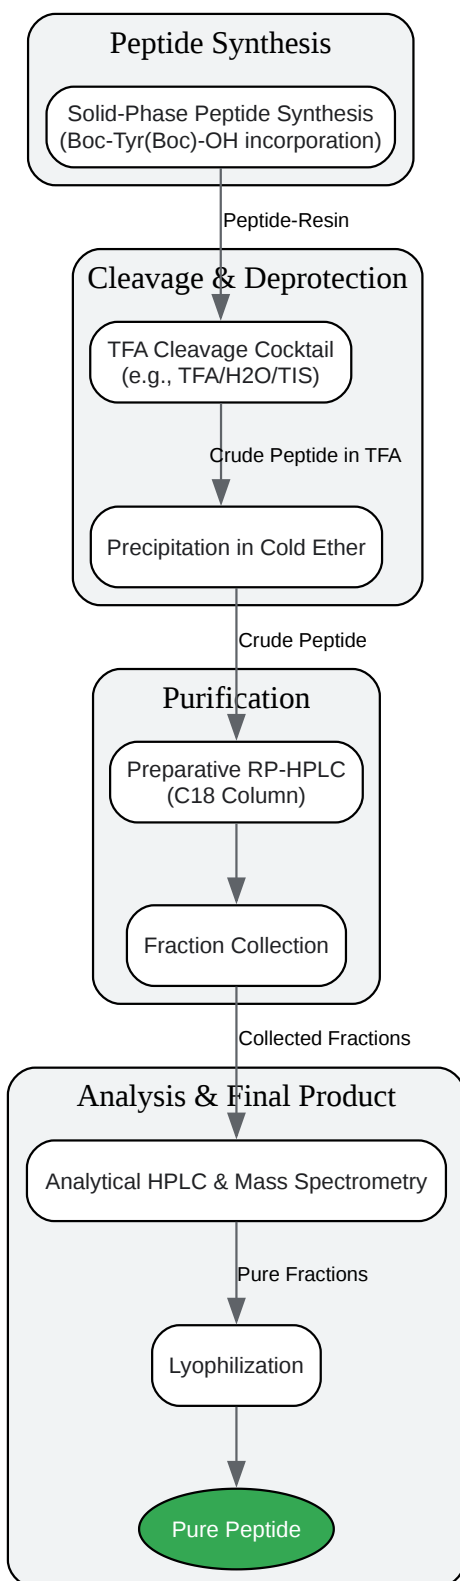 Peptide Synthesis
Solid-Phase Peptide Synthesis
(Boc-Tyr(Boc)-OH incorporation)
Peptide-Resin
Cleavage & Deprotection
TFA Cleavage Cocktail
(e.g., TFA/H2O/TIS)
Crude Peptide in TFA
Precipitation in Cold Ether
Crude Peptide
Purification
Preparative RP-HPLC
(C18 Column)
Fraction Collection
Collected Fractions
Analysis & Final Product
Analytical HPLC & Mass Spectrometry
Pure Fractions
Lyophilization
Pure Peptide